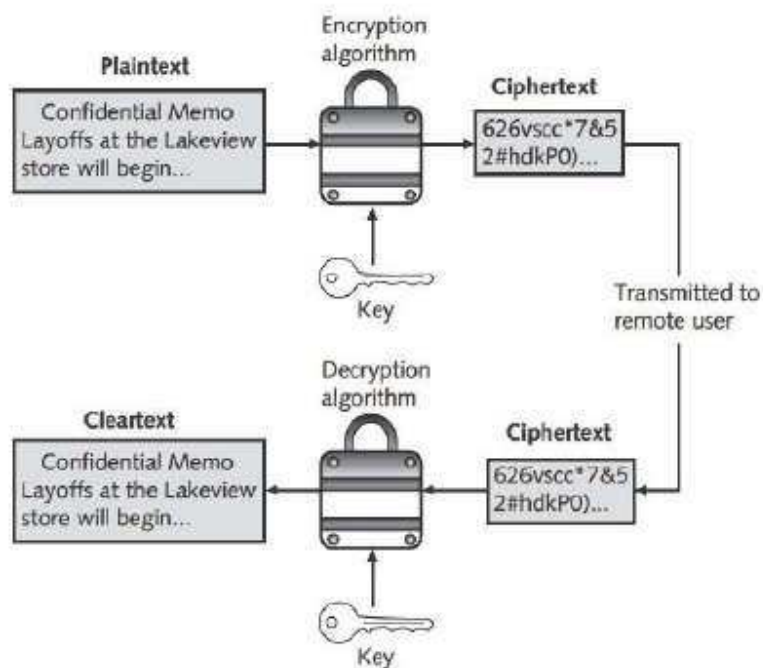 Encryption
algorithm
Plaintext
Confidential Memo
Layoffs at the Lakeview
store will begin...
Ciphertext
626vscc*7&5
2#hdkP0)...
Key
Transmitted to
remote user
Decryption
algorithm
Cleartext
Confidential Memo
Layoffs at the Lakeview
store will begin...
Ciphertext
626vscc*7&5
2#hdkP0)...
Key